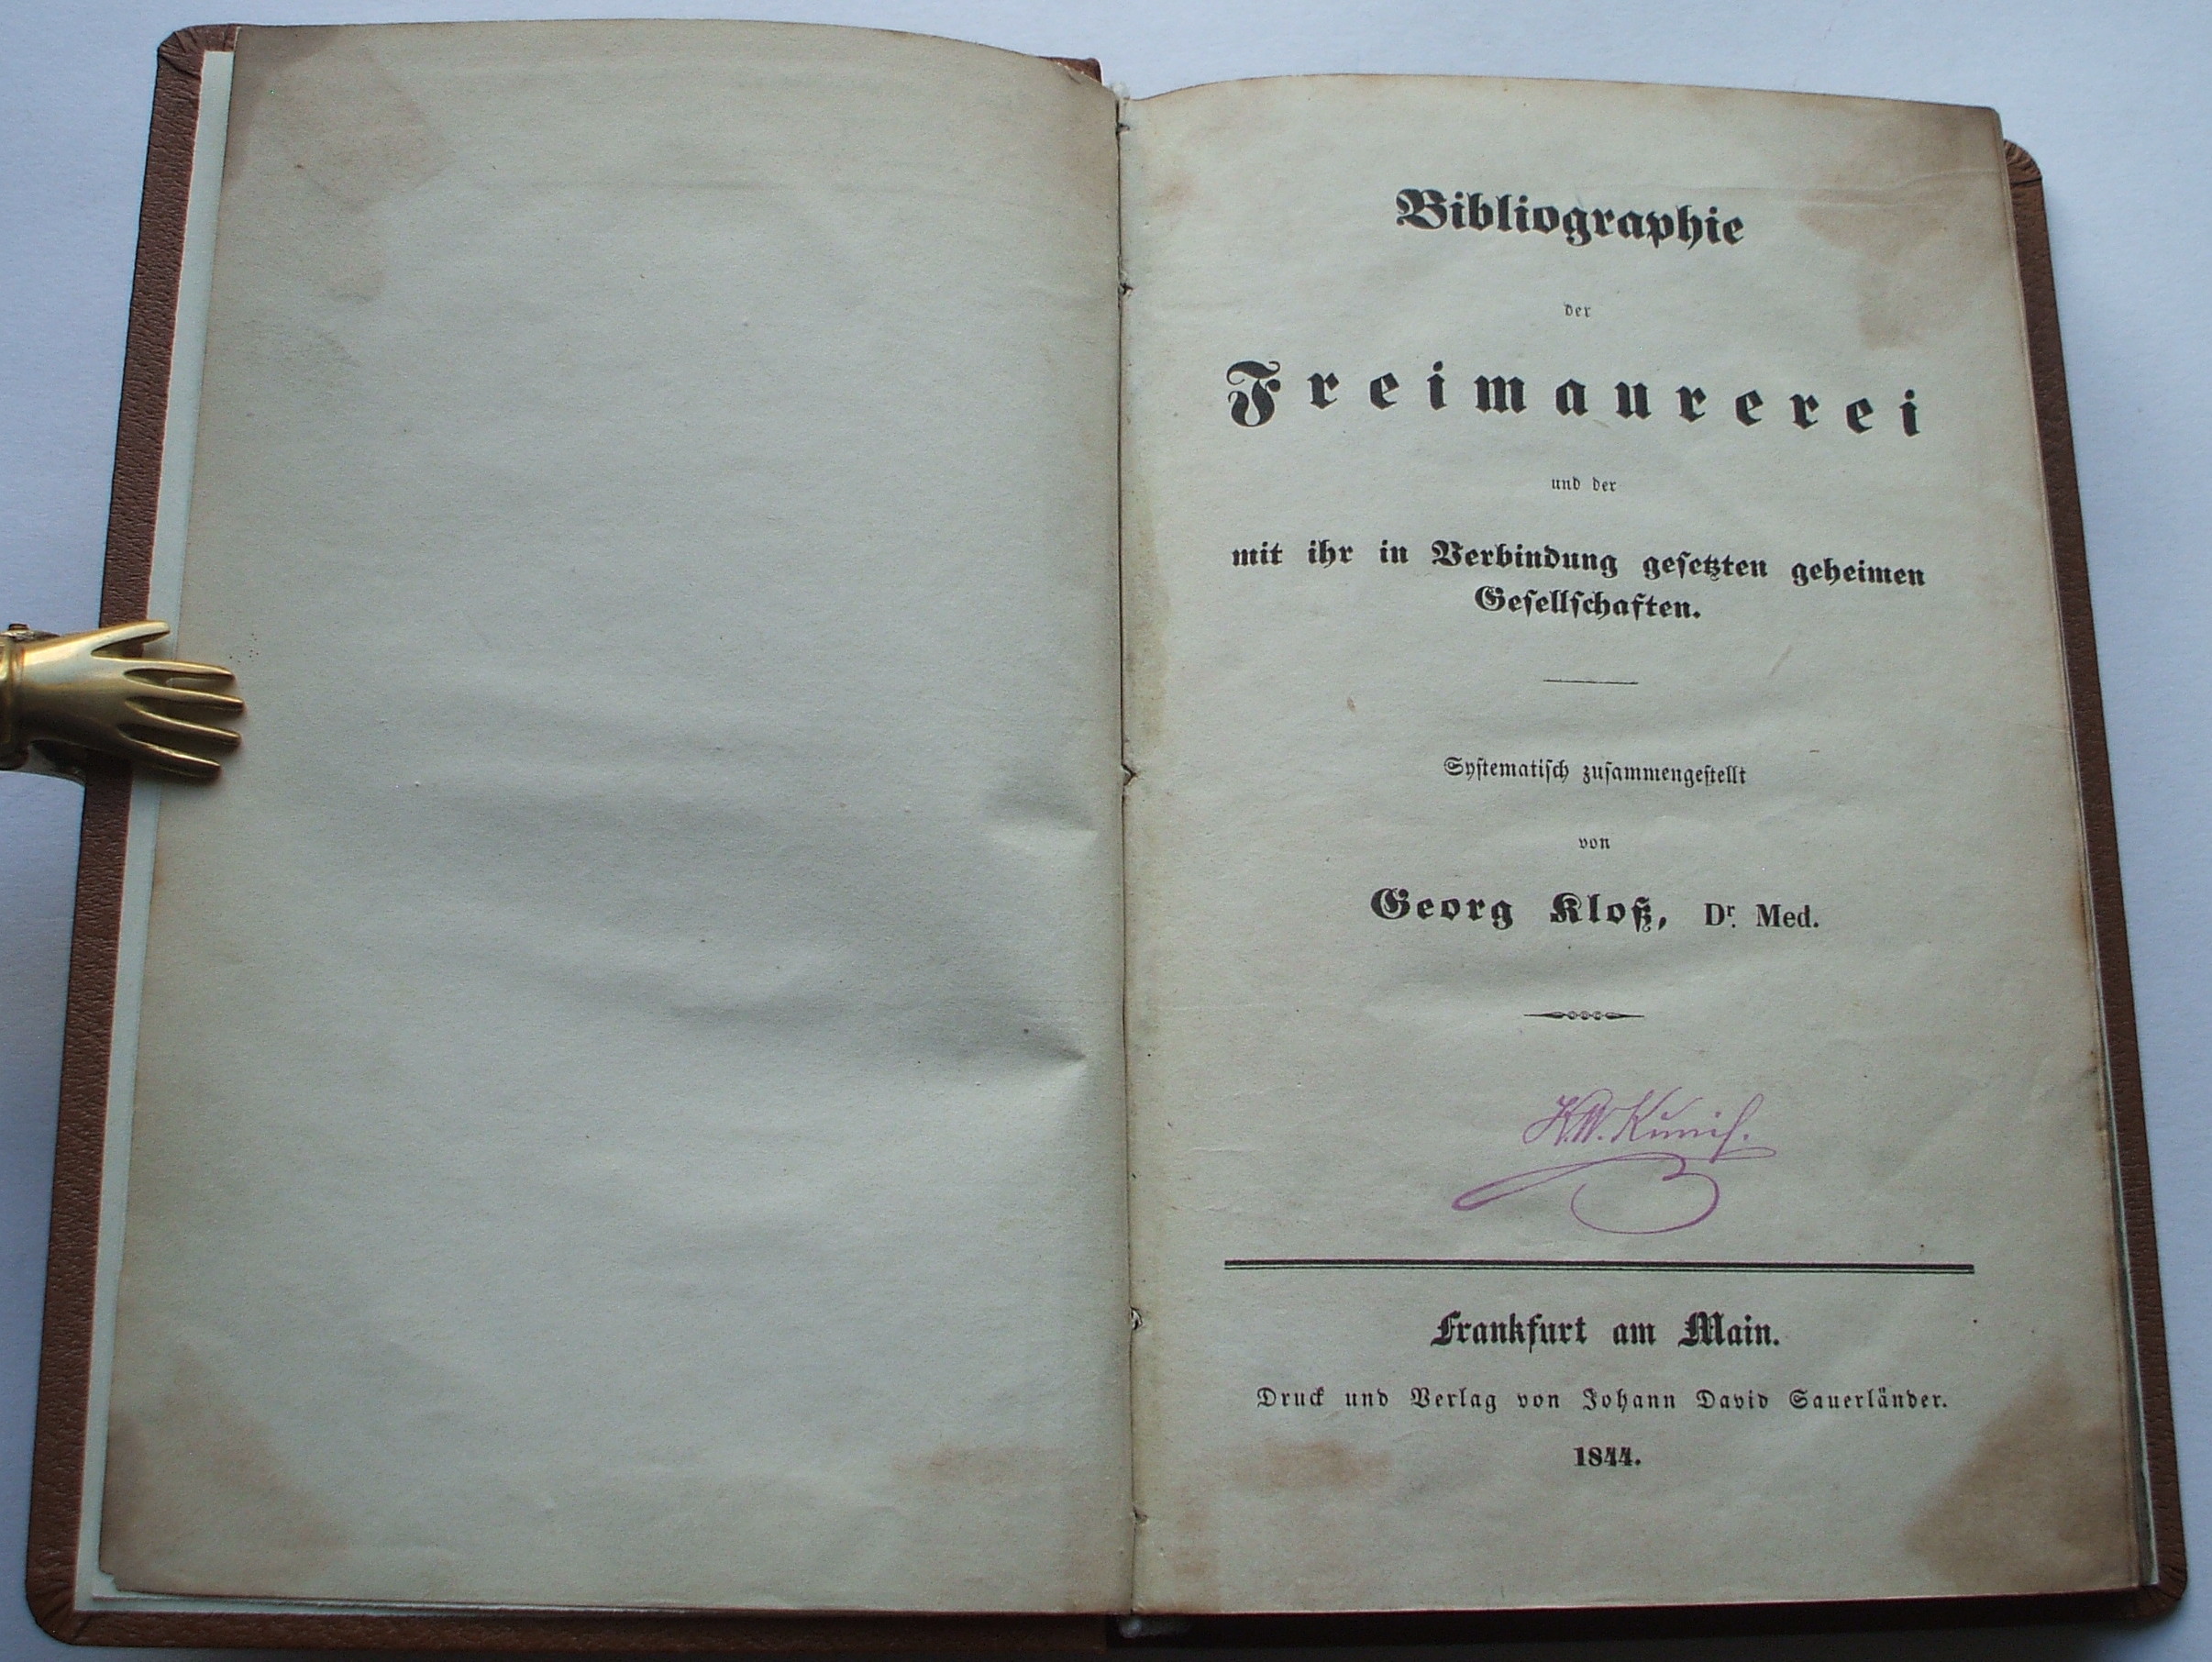 Bibliographie
der
Freimaurerei
und der
mit ihr in Verbindung geſetzten geheimen
Geſellſchaften.
Syſtematiſch zuſammengeſtellt
von
Georg Kloß, Dr. Med.
Frankfurt am Main.
Druck und Verlag von Johann David Sauerländer.
1844.